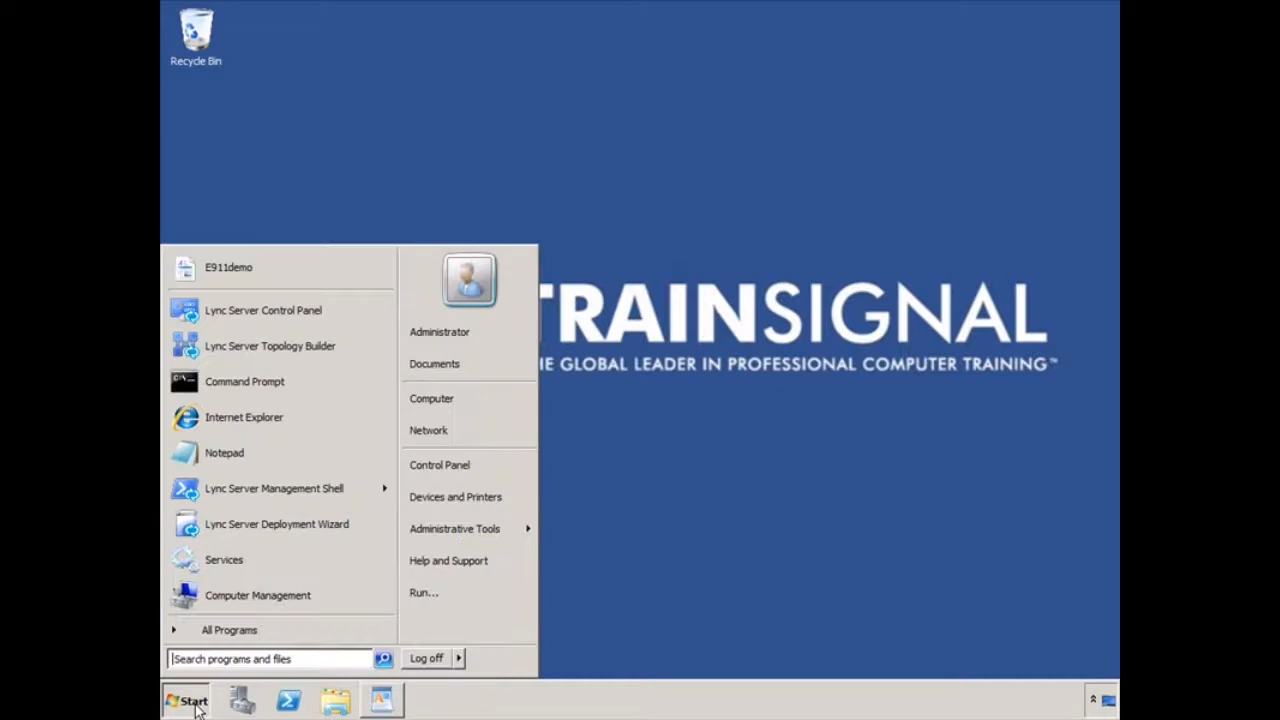 Recycle Bin
E911demo
Lync Server Control Panel
Lync Server Topology Builder
Command Prompt
Internet Explorer
Notepad
Lync Server Management Shell
Lync Server Deployment Wizard
Services
Computer Management
All Programs
Search programs and files
Administrator
Documents
Computer
Network
Control Panel
Devices and Printers
Administrative Tools
Help and Support
Run...
Log off
Start
TRAINSIGNAL
HE GLOBAL LEADER IN PROFESSIONAL COMPUTER TRAINING™